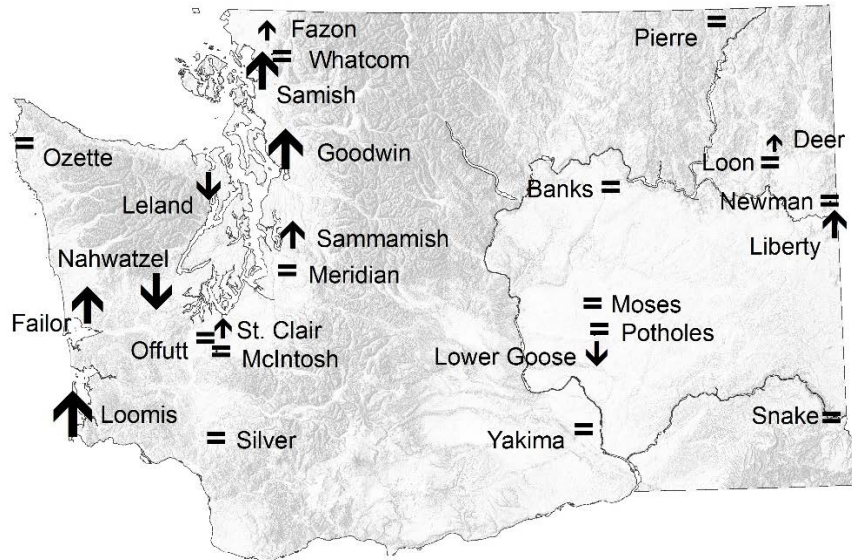 Fazon
Pierre
Whatcom
Samish
Deer
Goodwin
Ozette
Loon
Banks
Newman
Leland
Sammamish
Liberty
Nahwatzel
Meridian
Moses
Failor
St. Clair
Potholes
Offutt
McIntosh
Lower Goose
Loomis
Snake
Silver
Yakima